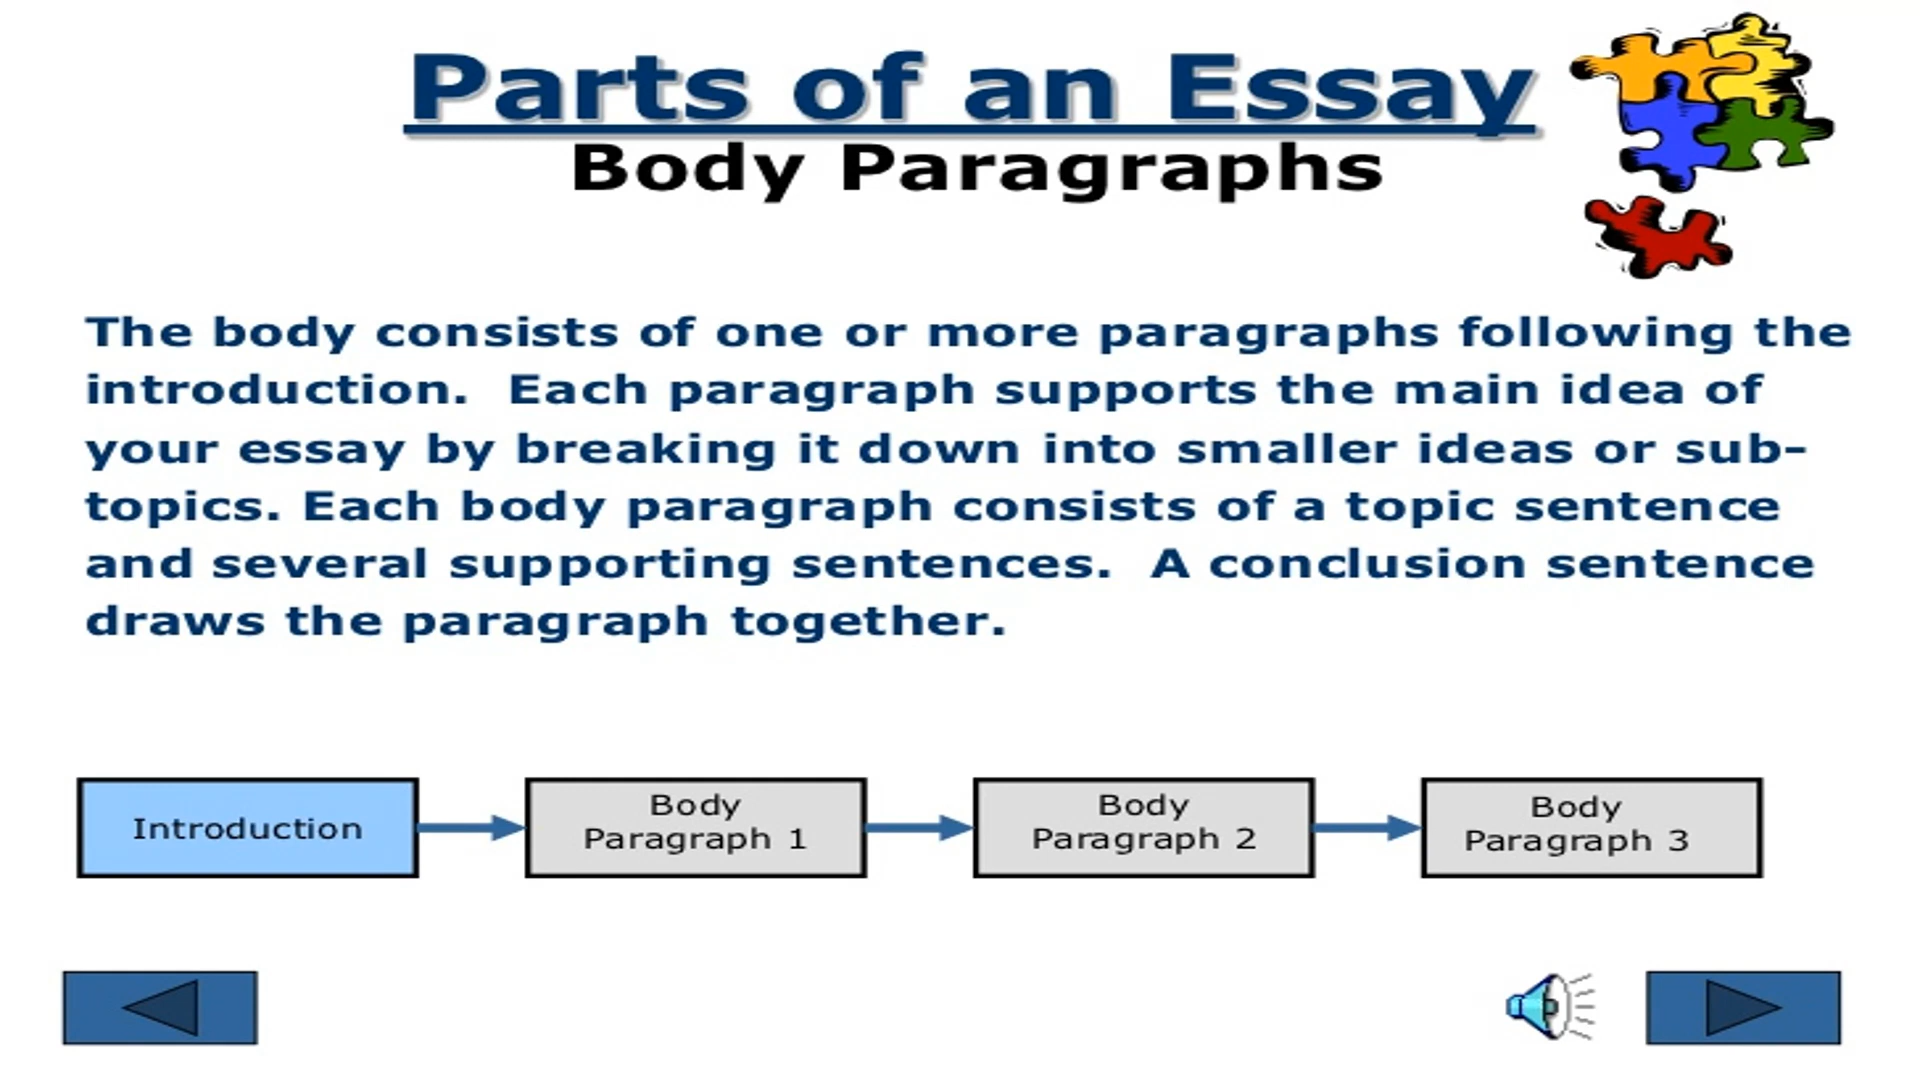 Parts of an Essay
Body Paragraphs
The body consists of one or more paragraphs following the
introduction.  Each paragraph supports the main idea of
your essay by breaking it down into smaller ideas or sub-
topics. Each body paragraph consists of a topic sentence
and several supporting sentences.  A conclusion sentence
draws the paragraph together.
Introduction
Body
Paragraph 1
Body
Paragraph 2
Body
Paragraph 3